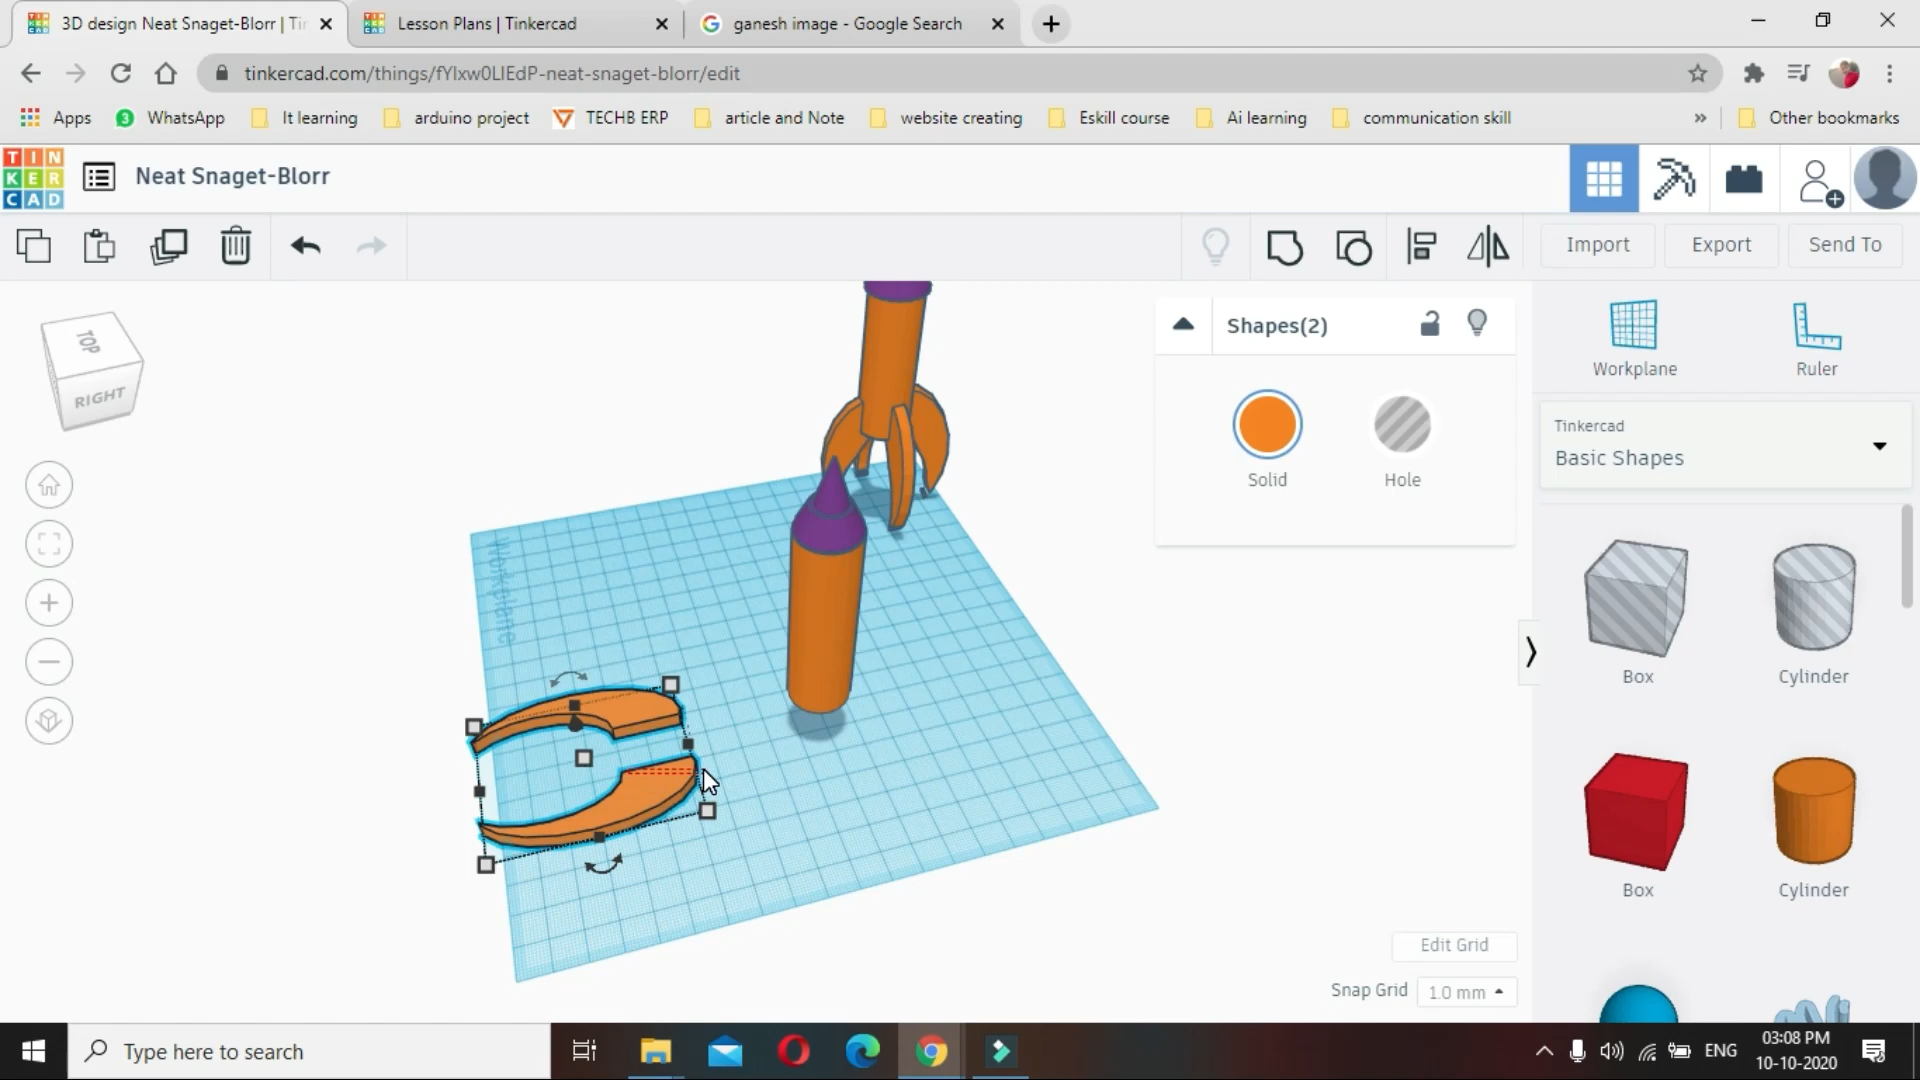 3D design Neat Snaget-Blorr | Tin
Lesson Plans | Tinkercad
ganesh image - Google Search
tinkercad.com/things/fYlxw0LlEdP-neat-snaget-blorr/edit
Apps
3
WhatsApp
It learning
arduino project
TECHB ERP
article and Note
website creating
Eskill course
Ai learning
communication skill
»
Other bookmarks
TIN
KER
CAD
Neat Snaget-Blorr
Import
Export
Send To
TOP
RIGHT
Shapes(2)
Solid
Hole
Workplane
Ruler
Tinkercad
Basic Shapes
Workplane
Box
Cylinder
Box
Cylinder
Edit Grid
Snap Grid
1.0 mm
Type here to search
ENG
03:08 PM
10-10-2020